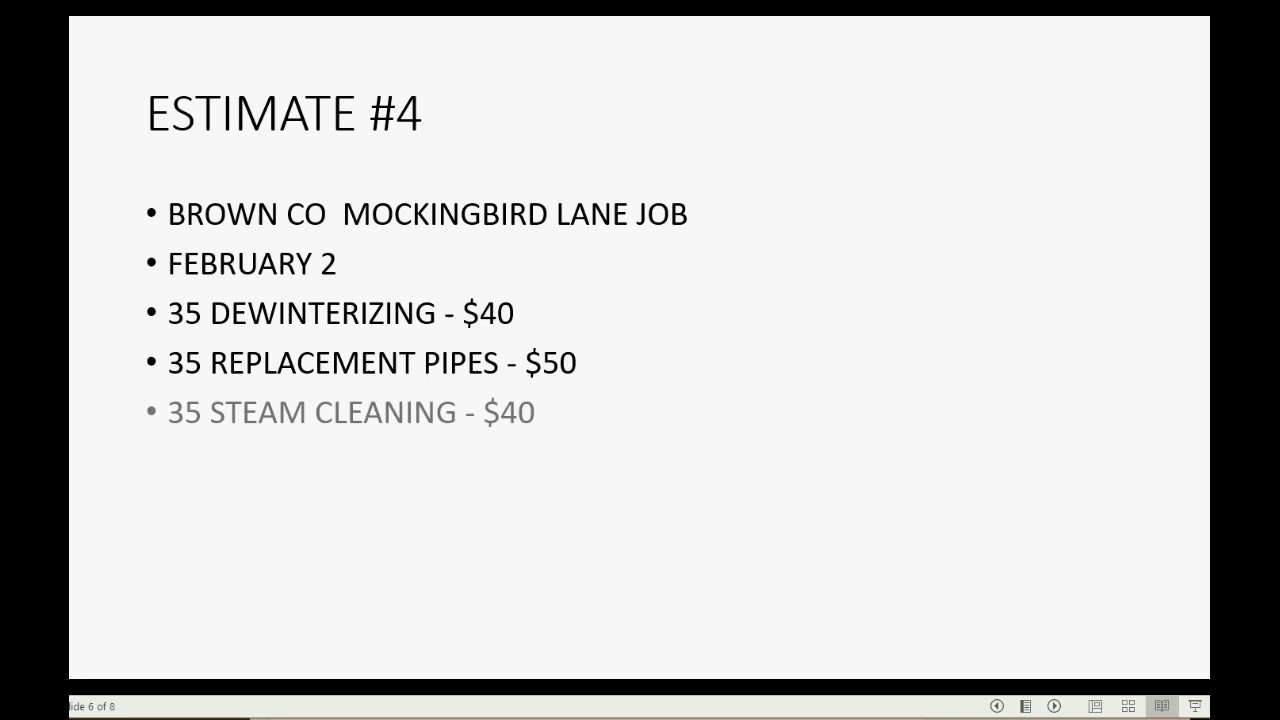 ESTIMATE #4
• BROWN CO  MOCKINGBIRD LANE JOB
• FEBRUARY 2
• 35 DEWINTERIZING - $40
• 35 REPLACEMENT PIPES - $50
• 35 STEAM CLEANING - $40
lide 6 of 8